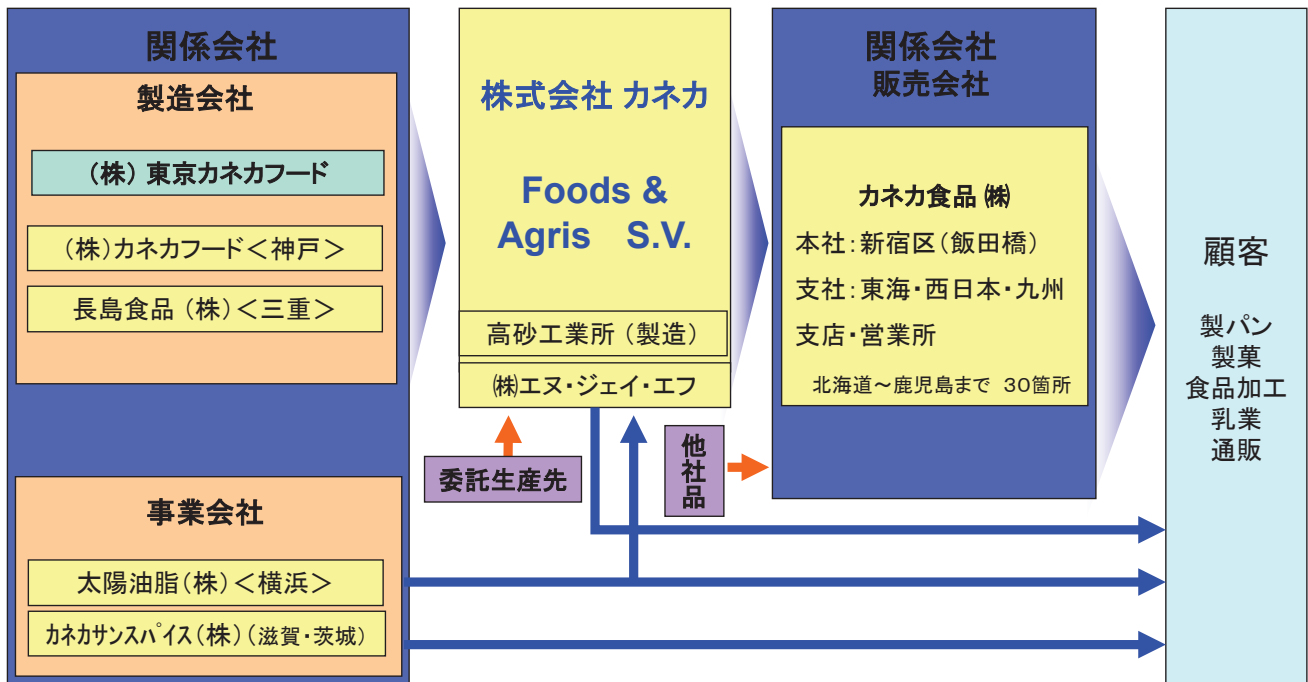 関係会社
製造会社
(株) 東京カネカフード
(株)カネカフード<神戸>
長島食品 (株)<三重>
事業会社
太陽油脂(株)<横浜>
カネカサンスパイス(株)(滋賀・茨城)
株式会社 カネカ
Foods &
Agris S.V.
高砂工業所 (製造)
㈱エヌ・ジェイ・エフ
委託生産先
他社品
関係会社
販売会社
カネカ食品 ㈱
本社:新宿区(飯田橋)
支社:東海・西日本・九州
支店・営業所
北海道~鹿児島まで 30箇所
顧客
製パン
製菓
食品加工
乳業
通販